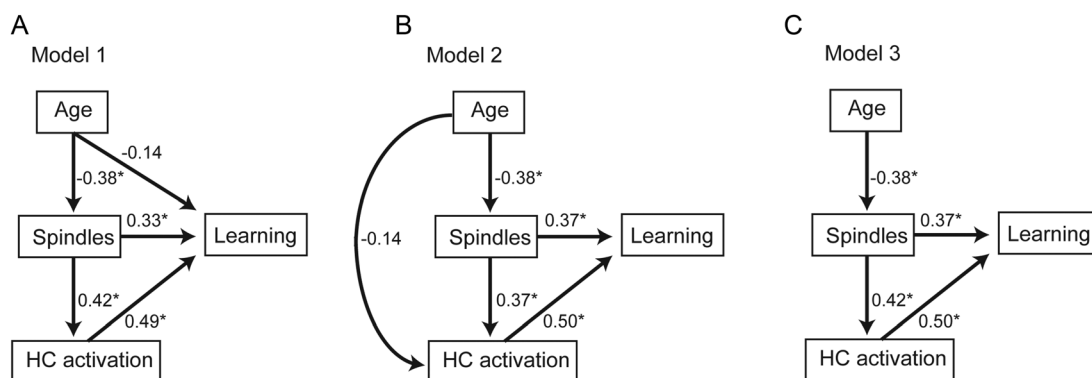 A
Model 1
Age
-0.14
-0.38*
0.33*
Spindles
Learning
0.42*
0.49*
HC activation
B
Model 2
Age
-0.38*
0.37*
Spindles
Learning
-0.14
0.37*
0.50*
HC activation
C
Model 3
Age
-0.38*
0.37*
Spindles
Learning
0.42*
0.50*
HC activation